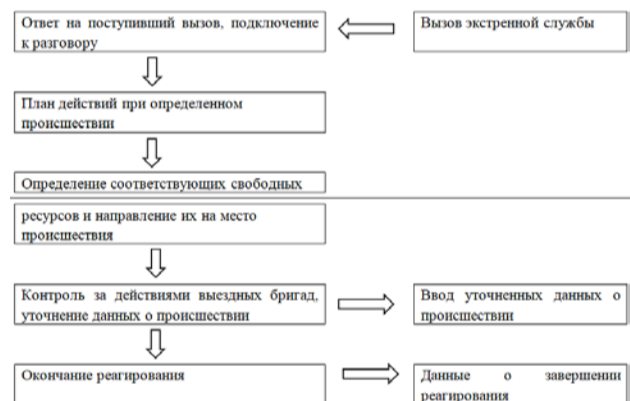 Ответ на поступивший вызов, подключение
к разговору
Вызов экстренной службы
План действий при определенном
происшествии
Определение соответствующих свободных
ресурсов и направление их на место
происшествия
Контроль за действиями выездных бригад,
уточнение данных о происшествии
Ввод уточненных данных о
происшествии
Окончание реагирования
Данные о завершении
реагирования